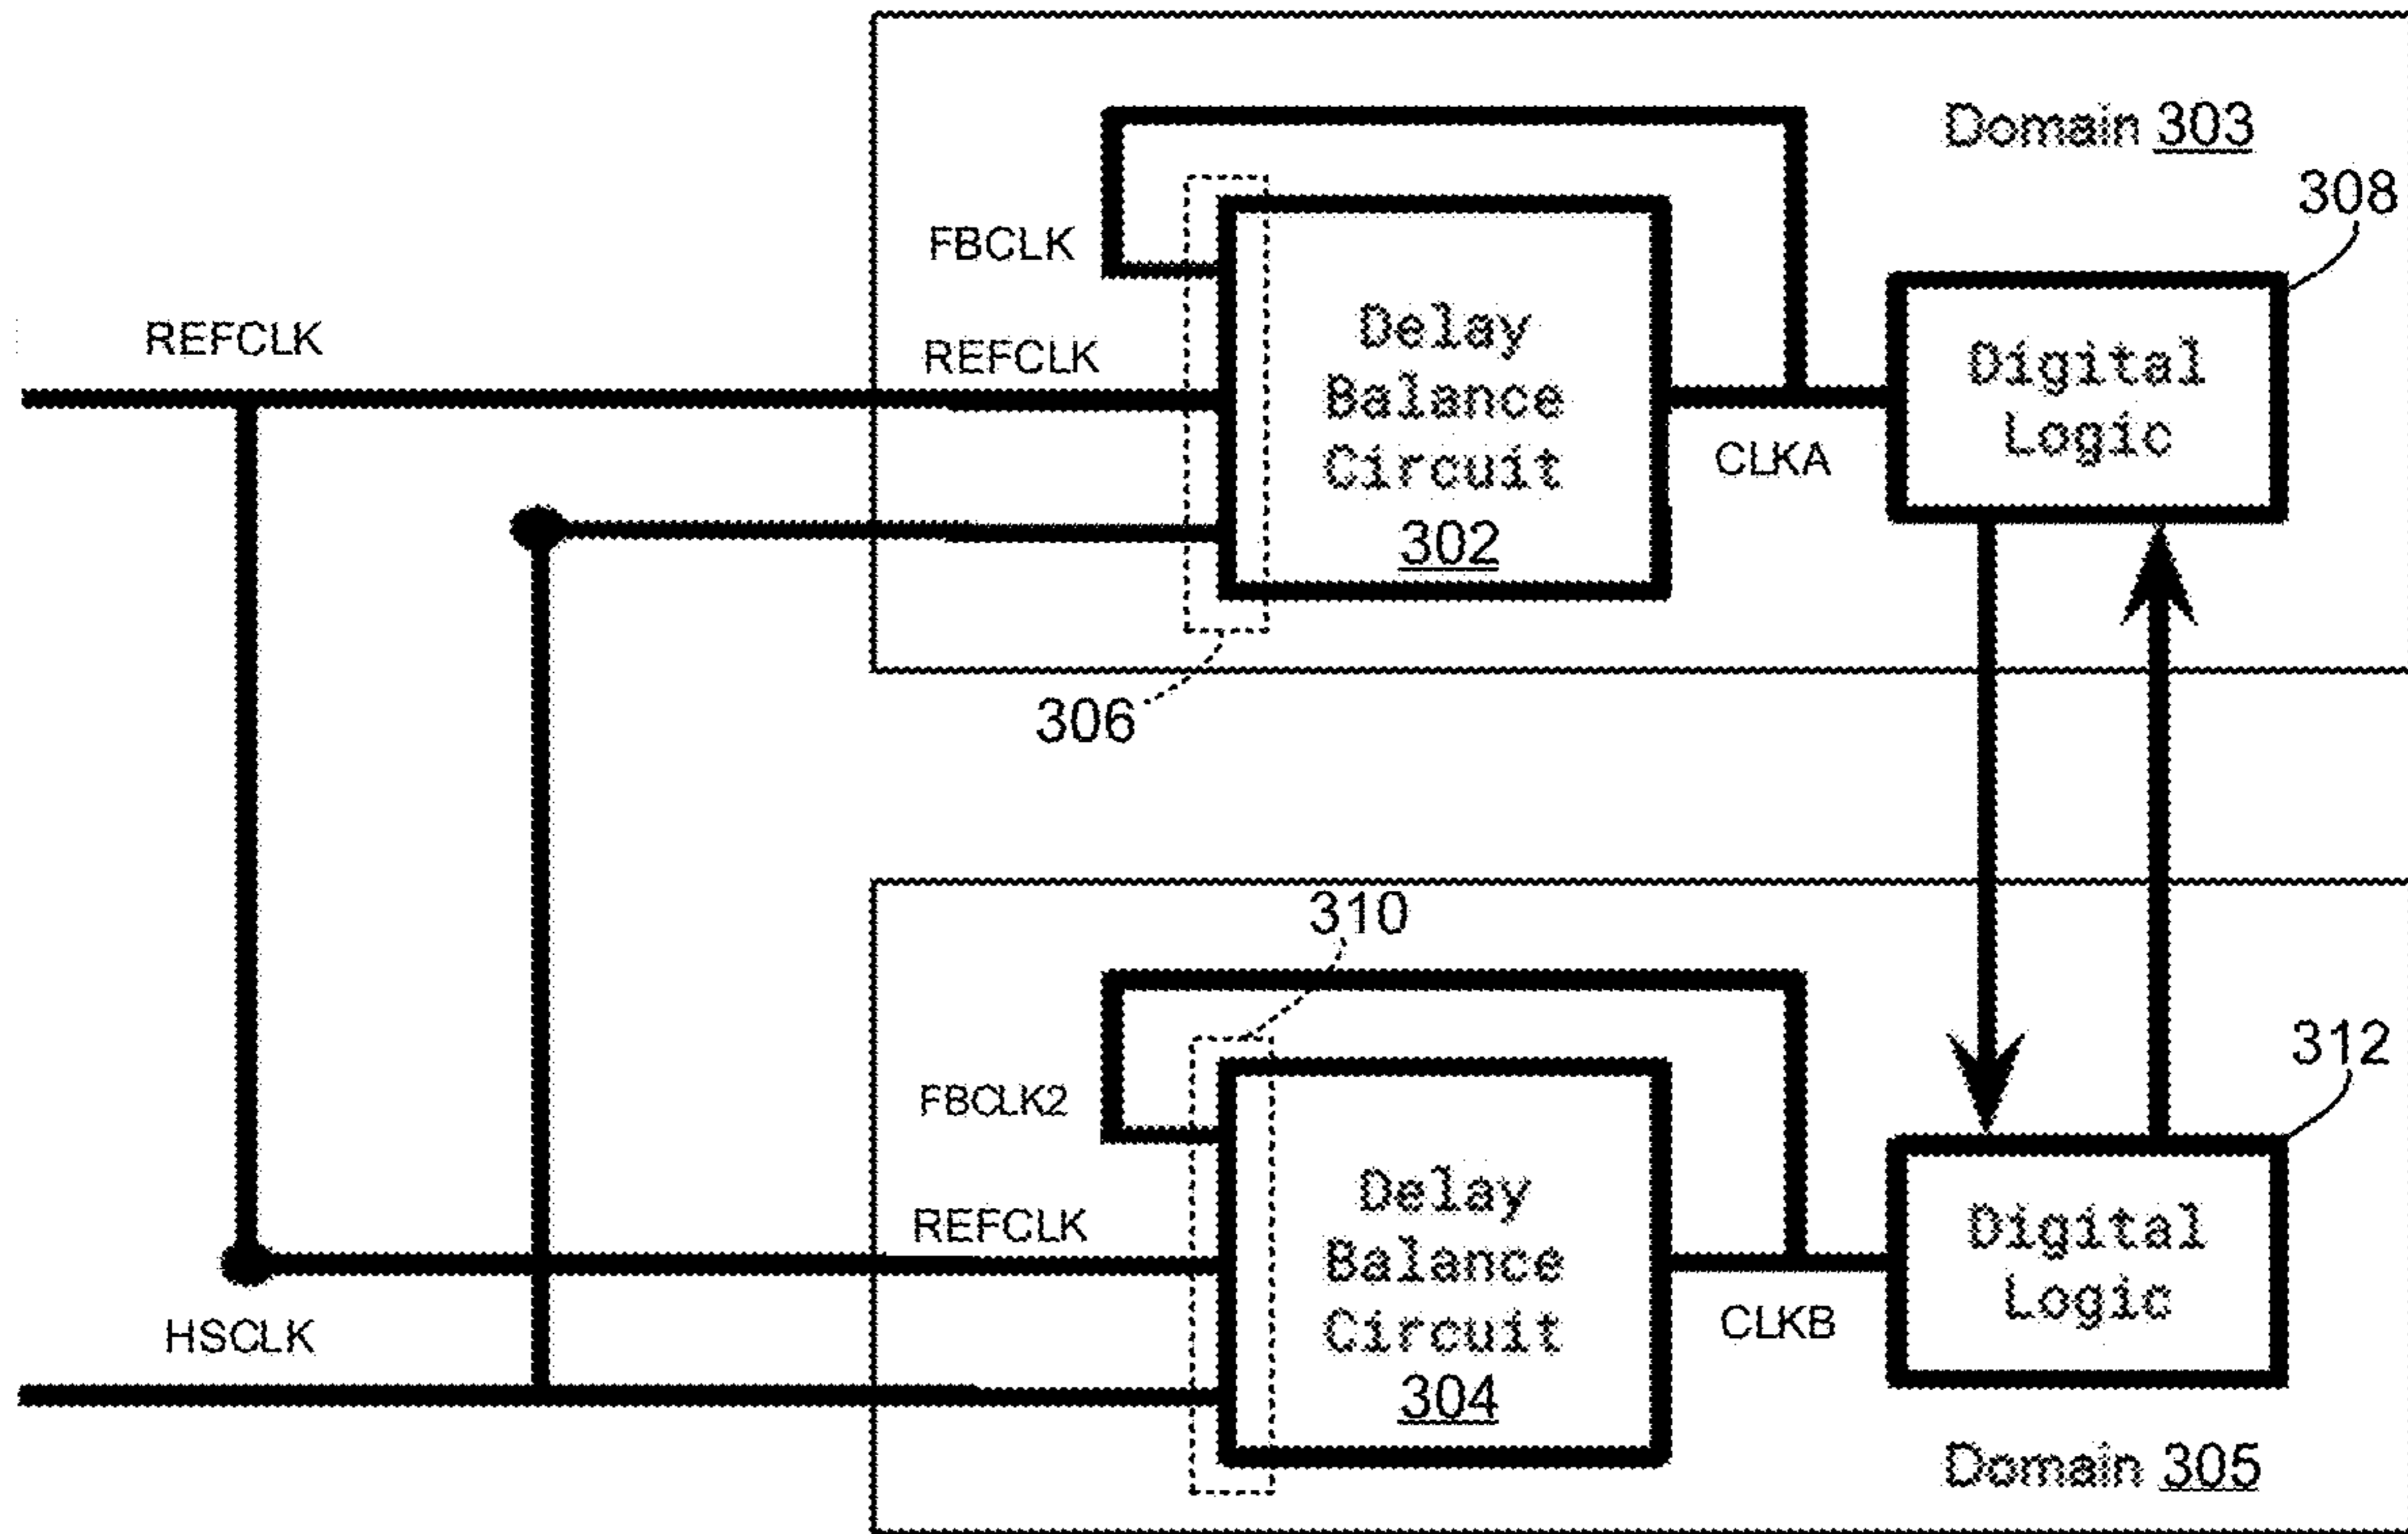 Domain 303
308
FBCLK
REFCLK
REFCLK
Delay
Balance
Circuit
302
CLKA
Digital
Logic
306
310
312
FBCLK2
REFCLK
HSCLK
Delay
Balance
Circuit
304
CLKB
Digital
Logic
Domain 305